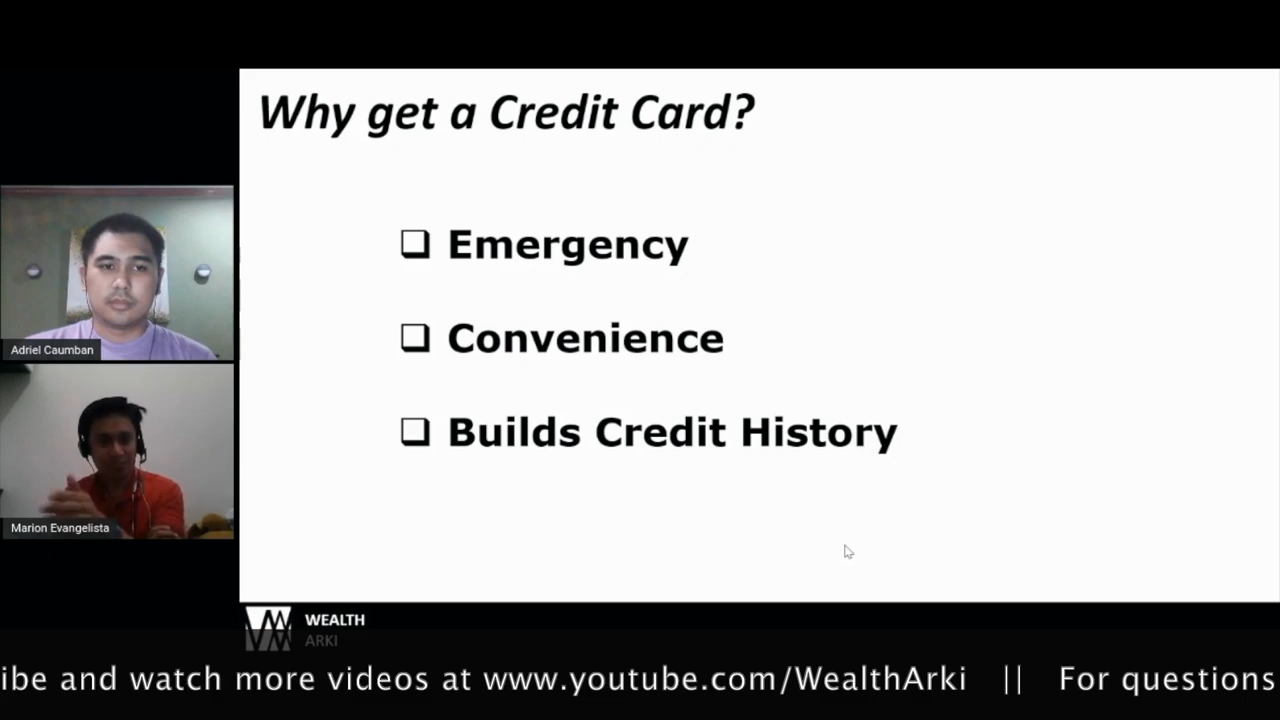 Why get a Credit Card?
❑ Emergency
❑ Convenience
❑ Builds Credit History
Adriel Caumban
Marion Evangelista
WEALTH
ARKI
ibe and watch more videos at www.youtube.com/WealthArki || For questions